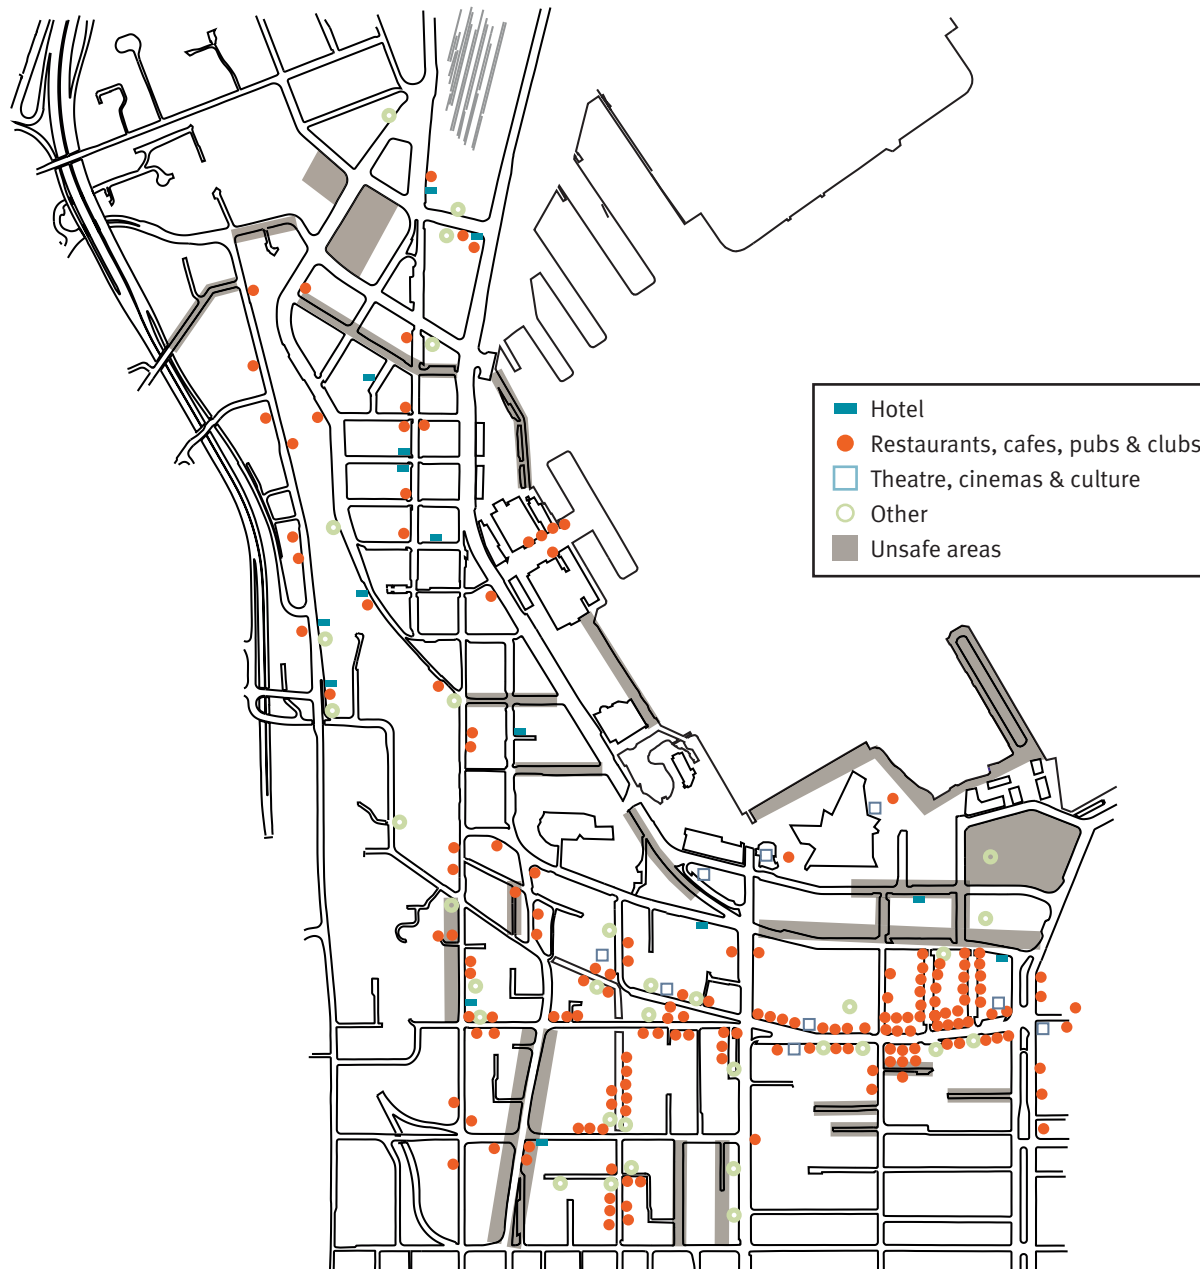 Hotel
Restaurants, cafes, pubs & clubs
Theatre, cinemas & culture
Other
Unsafe areas